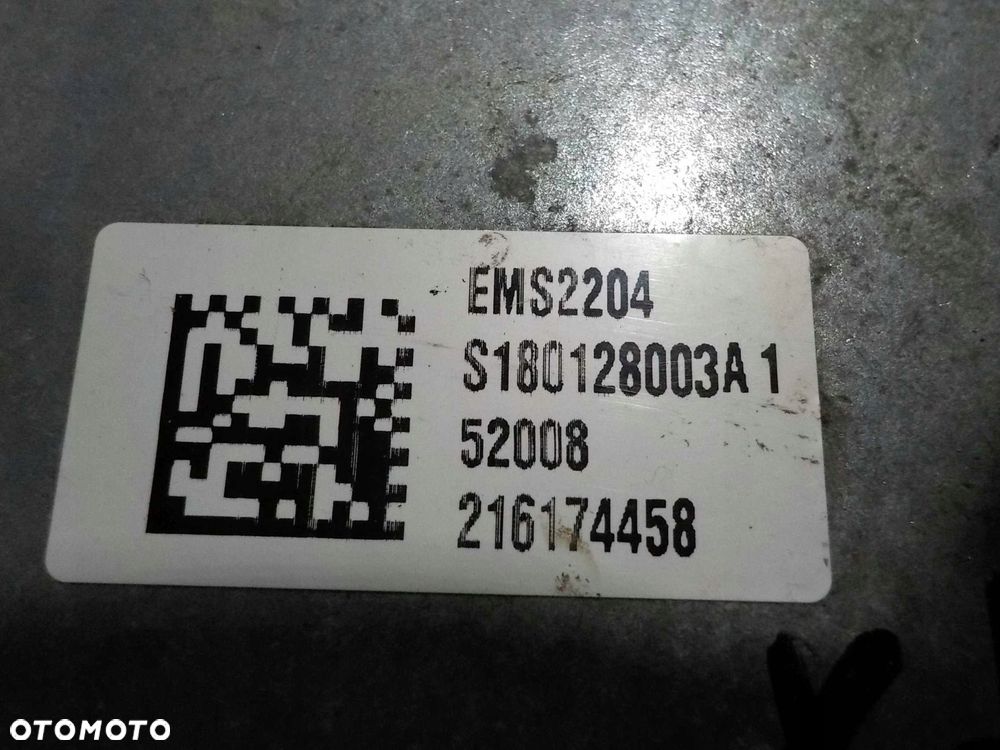 EMS2204
S180128003A 1
52008
216174458
OTOMOTO